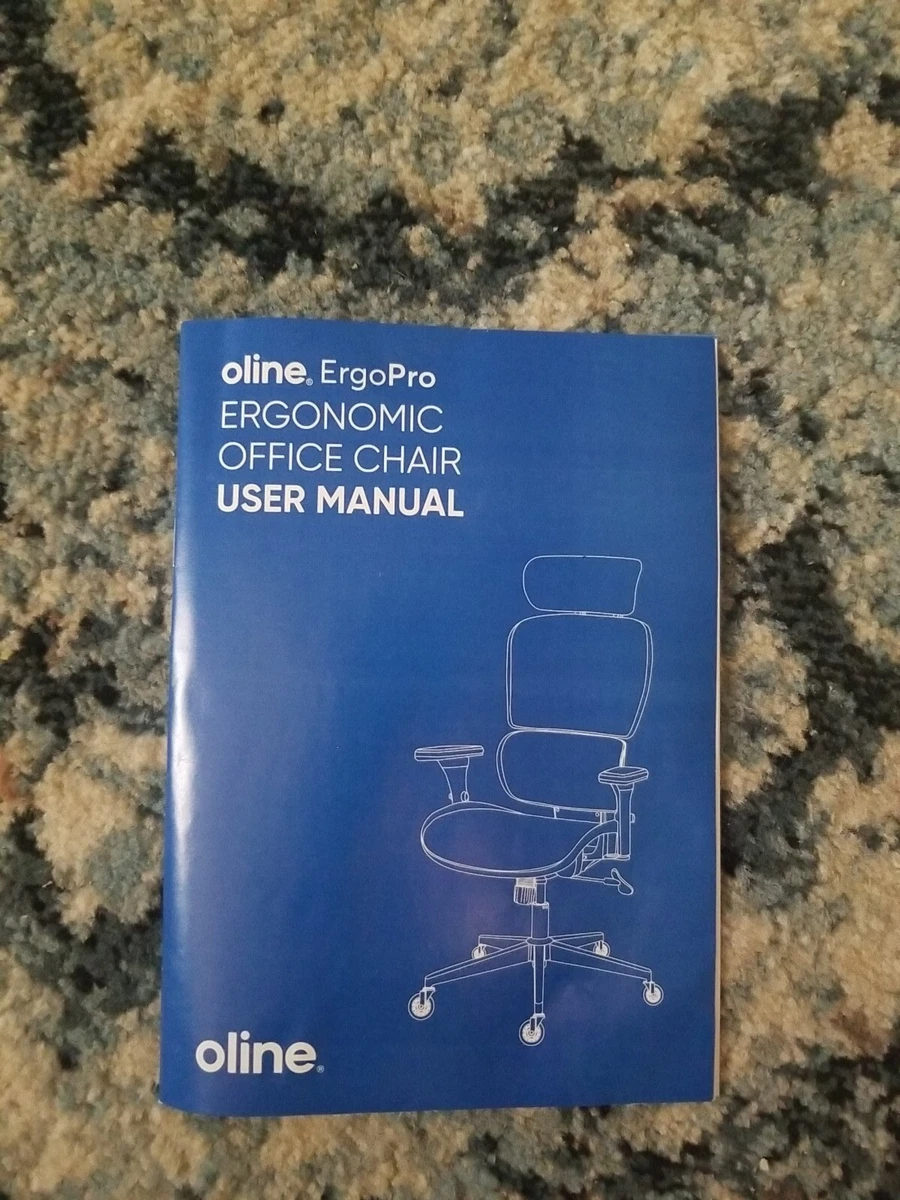 oline® ErgoPro
ERGONOMIC
OFFICE CHAIR
USER MANUAL
oline®